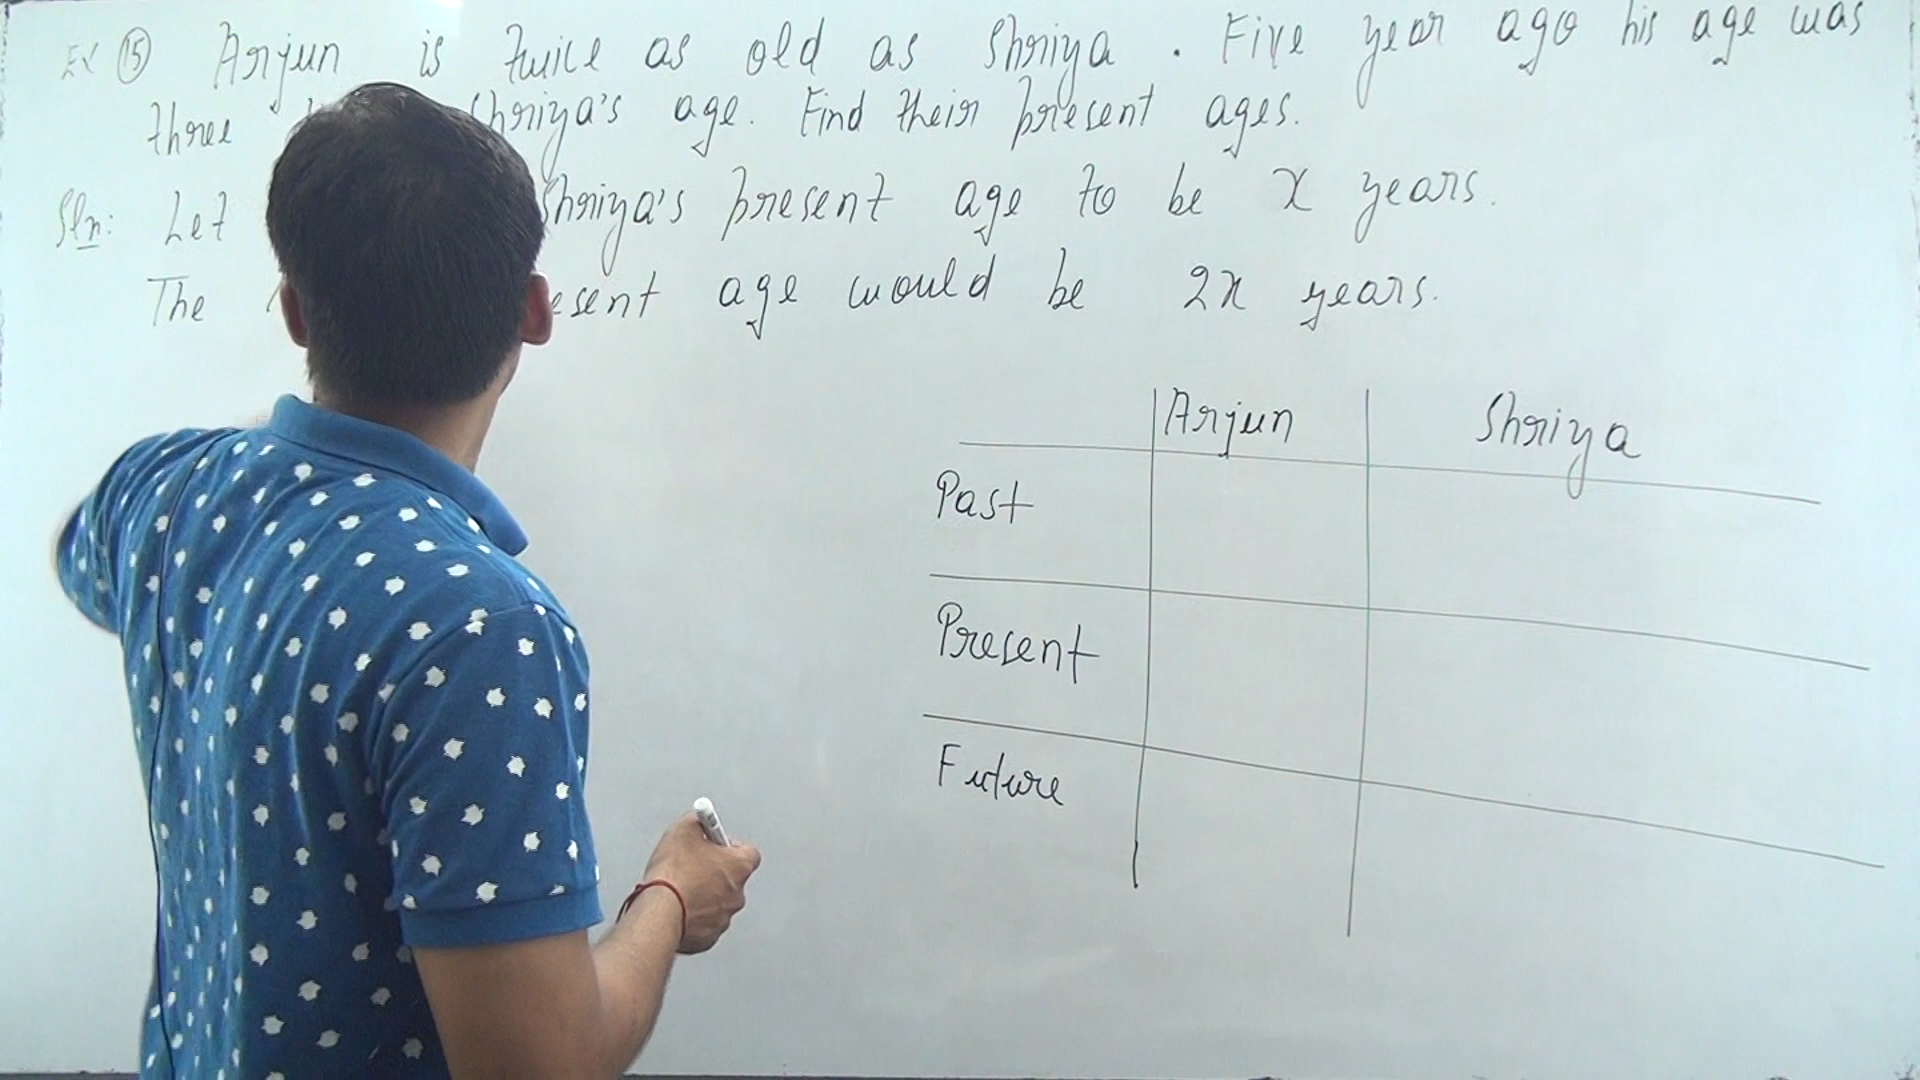 Ex 15 Arjun is twice as old as Shriya. Five year ago his age was
three Shriya's age. Find their present ages.
Sln: Let Shriya's present age to be x years.
The age would be 2x years.
Arjun Shriya
Past
Present
Future